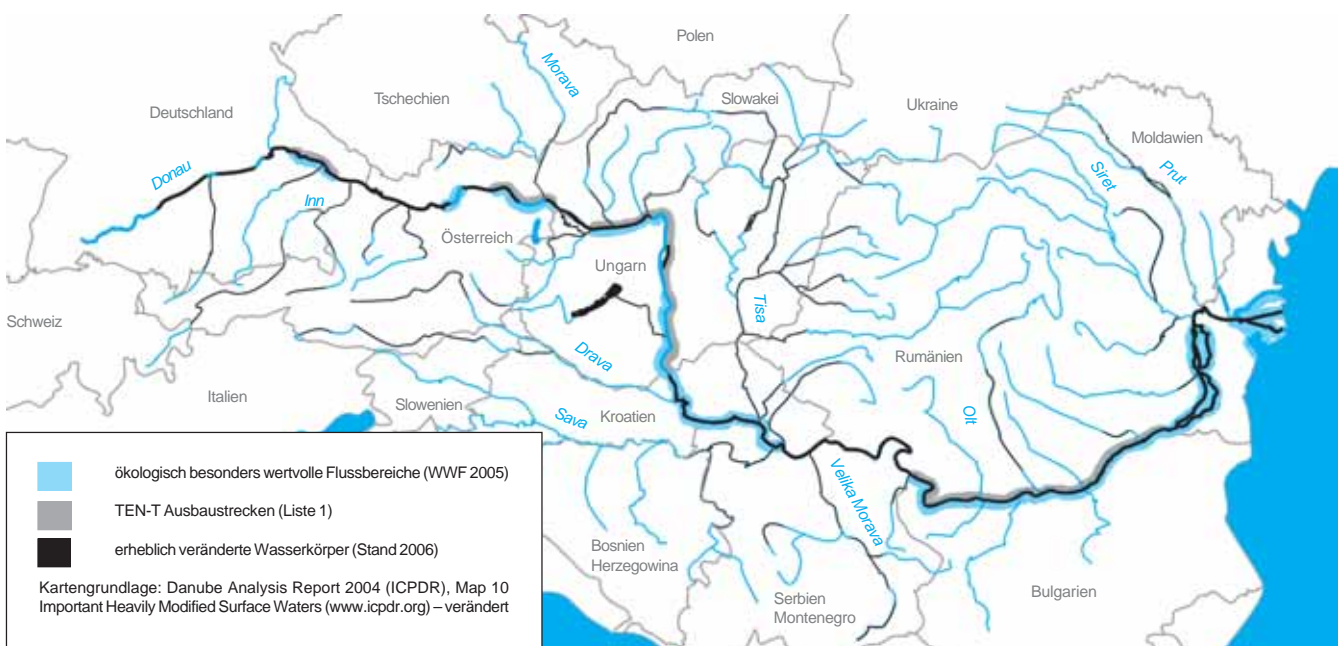 Polen
Morava
Tschechien
Slowakei
Ukraine
Deutschland
Moldawien
Donau
Siret
Prut
Inn
Österreich
Ungarn
Tisa
Schweiz
Drava
Rumänien
Italien
Slowenien
Sava
Kroatien
Olt
Velika Morava
Bosnien
Herzegowina
Serbien
Montenegro
Bulgarien
ökologisch besonders wertvolle Flussbereiche (WWF 2005)
TEN-T Ausbaustrecken (Liste 1)
erheblich veränderte Wasserkörper (Stand 2006)
Kartengrundlage: Danube Analysis Report 2004 (ICPDR), Map 10
Important Heavily Modified Surface Waters (www.icpdr.org) – verändert